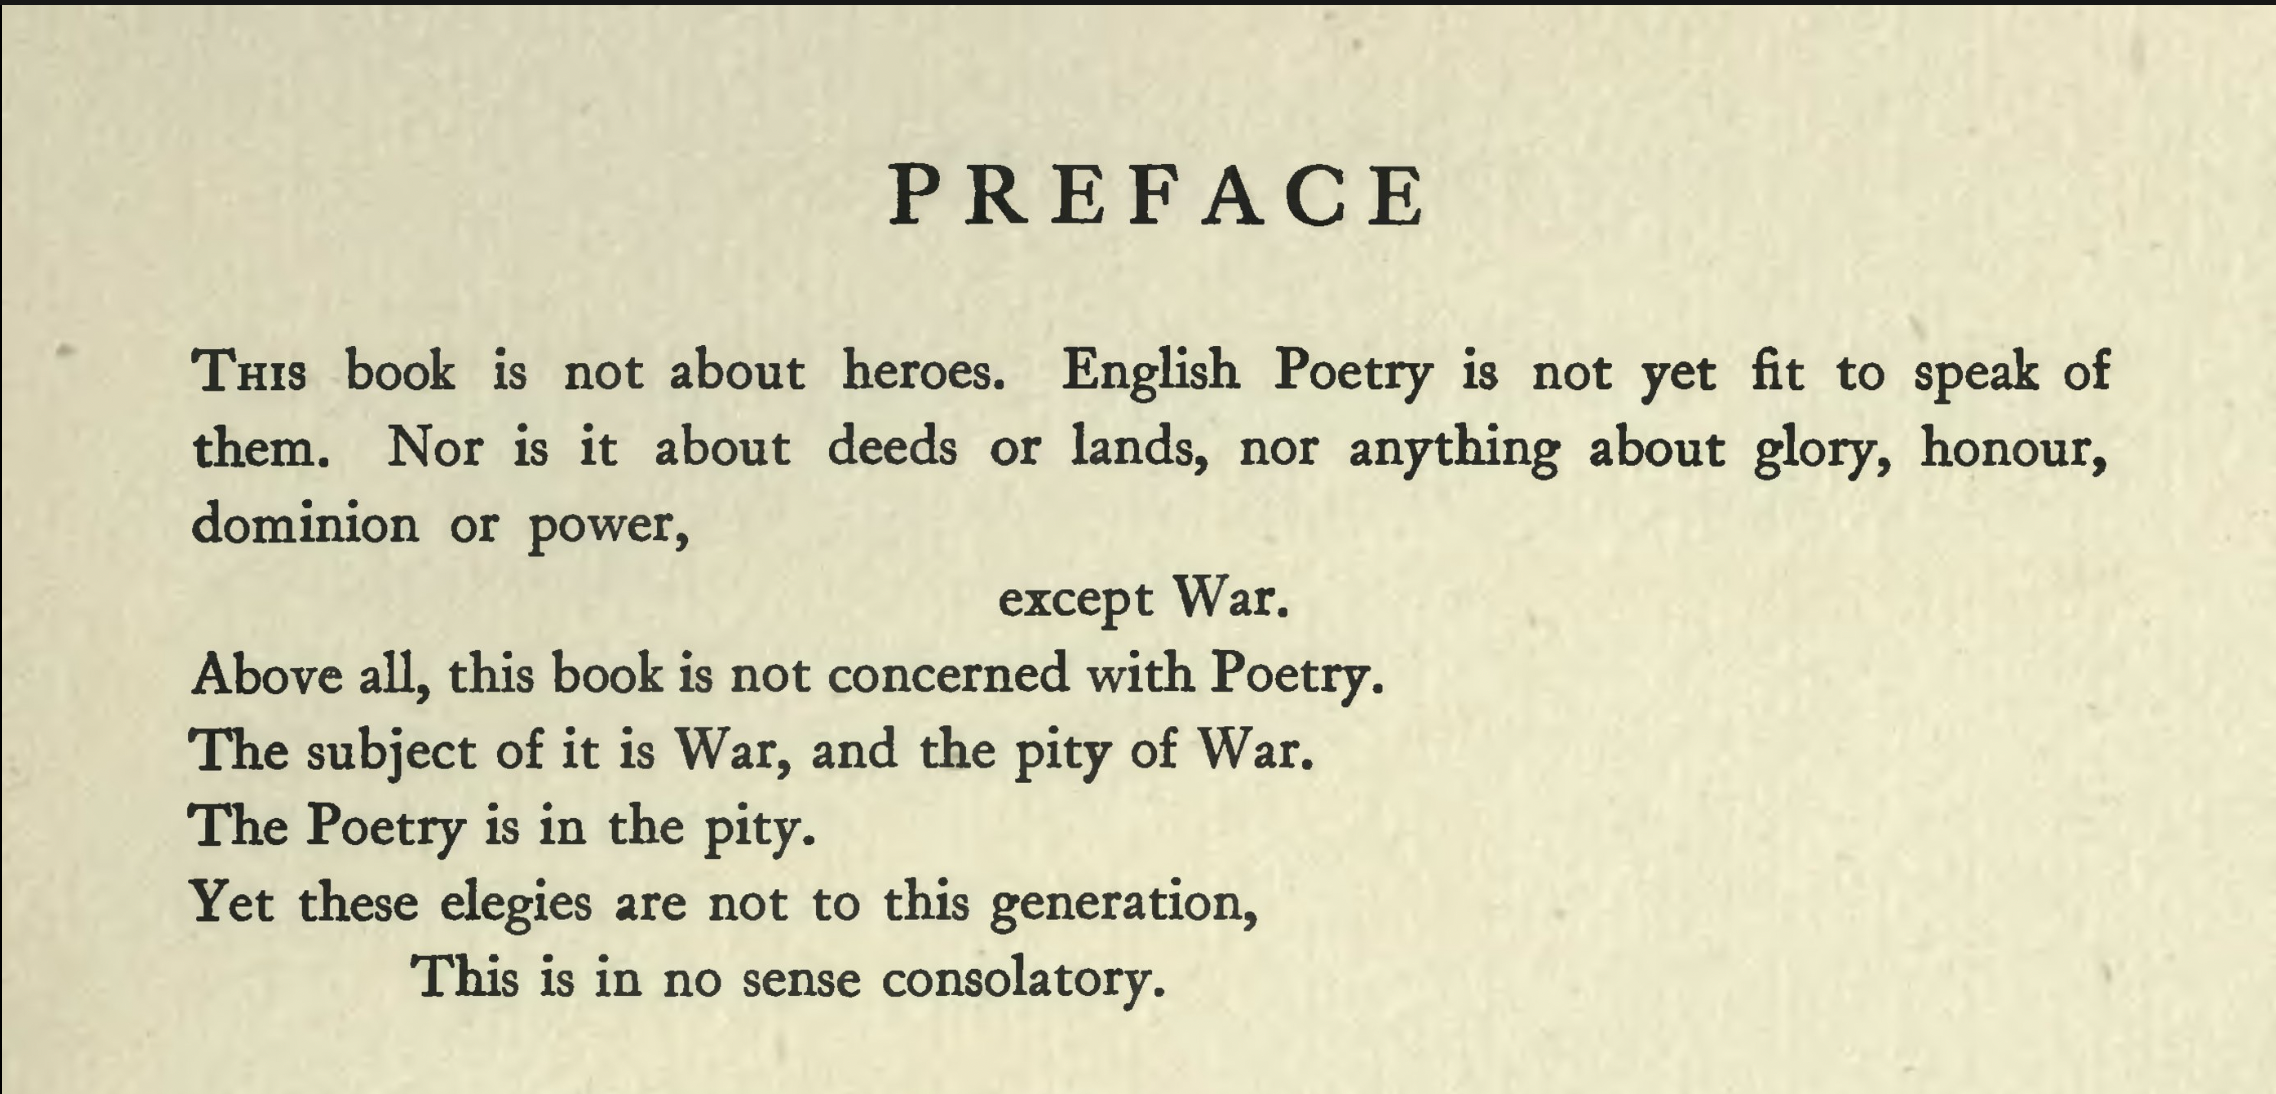 PREFACE
This book is not about heroes. English Poetry is not yet fit to speak of
them. Nor is it about deeds or lands, nor anything about glory, honour,
dominion or power,
except War.
Above all, this book is not concerned with Poetry.
The subject of it is War, and the pity of War.
The Poetry is in the pity.
Yet these elegies are not to this generation,
This is in no sense consolatory.